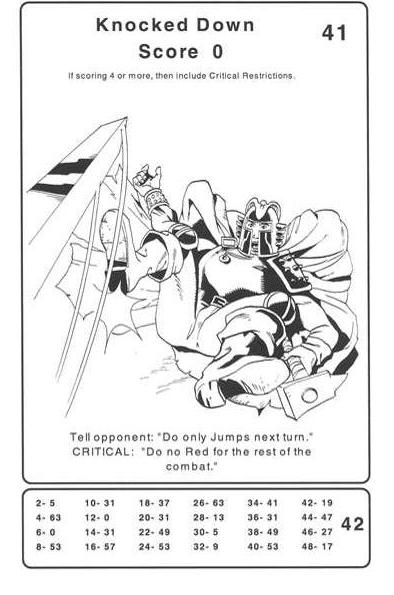 Knocked Down
41
Score 0
If scoring 4 or more, then include Critical Restrictions.
Tell opponent: "Do only Jumps next turn."
CRITICAL: "Do no Red for the rest of the
combat."
2- 5 10- 31 18- 37 26- 63 34- 41 42- 19
4- 63 12- 0 20- 31 28- 13 36- 31 44- 47
6- 0 14- 31 22- 49 30- 5 38- 49 46- 27
8- 53 16- 57 24- 53 32- 9 40- 53 48- 17
42